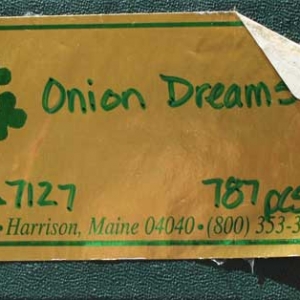 Onion Dreams
7127 787 pcs
• Harrison, Maine 04040 • (800) 353-3